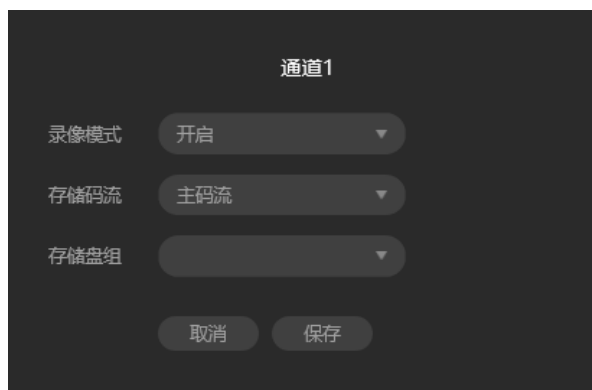 通道1
录像模式 开启
存储码流 主码流
存储盘组
取消 保存